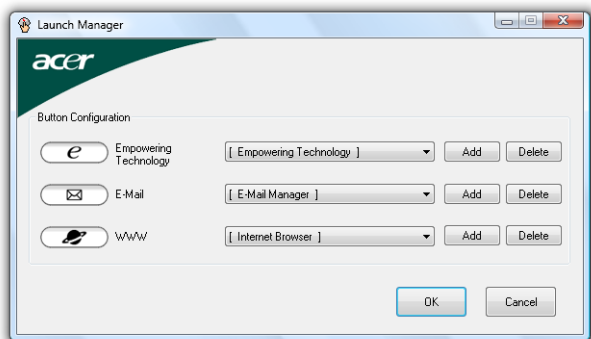 Launch Manager
acer
Button Configuration
e
Empowering
Technology
[ Empowering Technology ]
Add
Delete
E-Mail
[ E-Mail Manager ]
Add
Delete
WWW
[ Internet Browser ]
Add
Delete
OK
Cancel